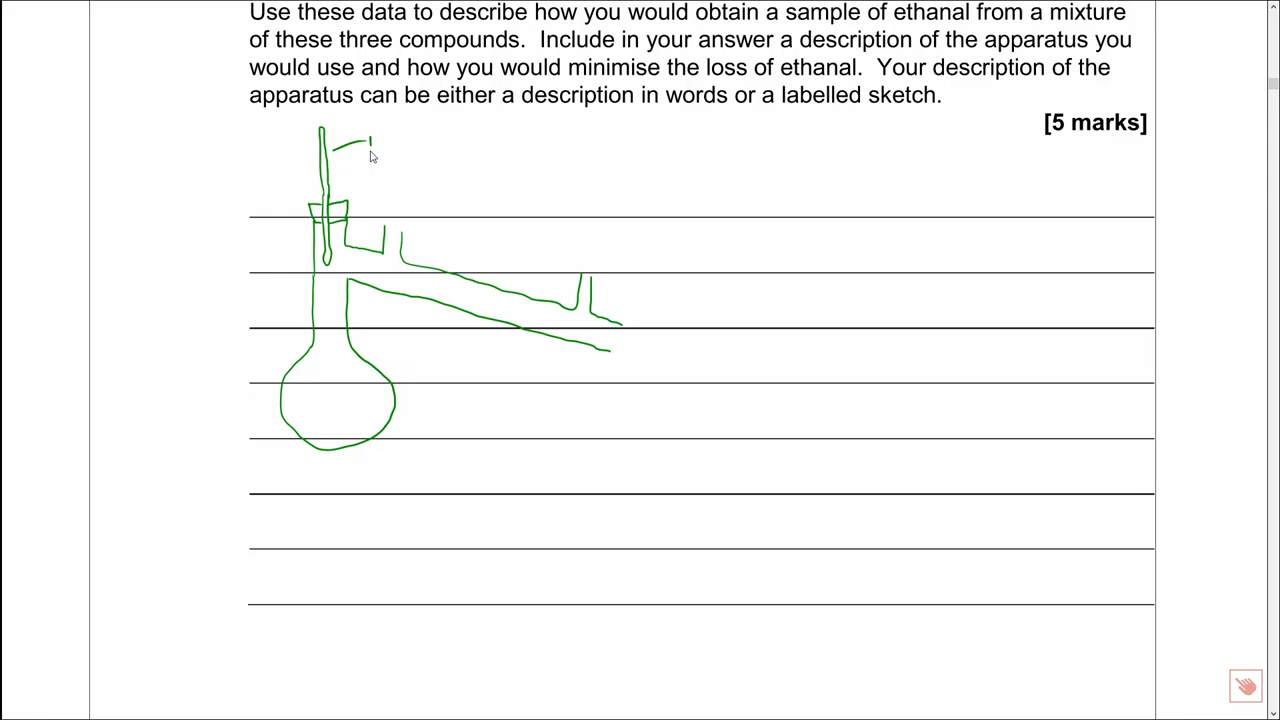 Use these data to describe how you would obtain a sample of ethanal from a mixture
of these three compounds. Include in your answer a description of the apparatus you
would use and how you would minimise the loss of ethanal. Your description of the
apparatus can be either a description in words or a labelled sketch.
[5 marks]